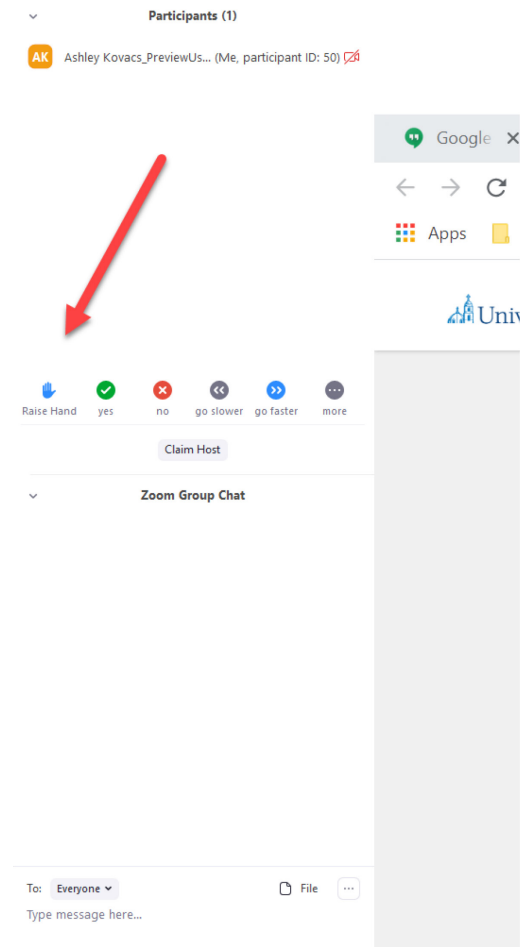 Participants (1)
AK Ashley Kovacs_PreviewUs... (Me, participant ID: 50)
Google
Apps
Univ
Raise Hand yes no go slower go faster more
Claim Host
Zoom Group Chat
To: Everyone File
Type message here...